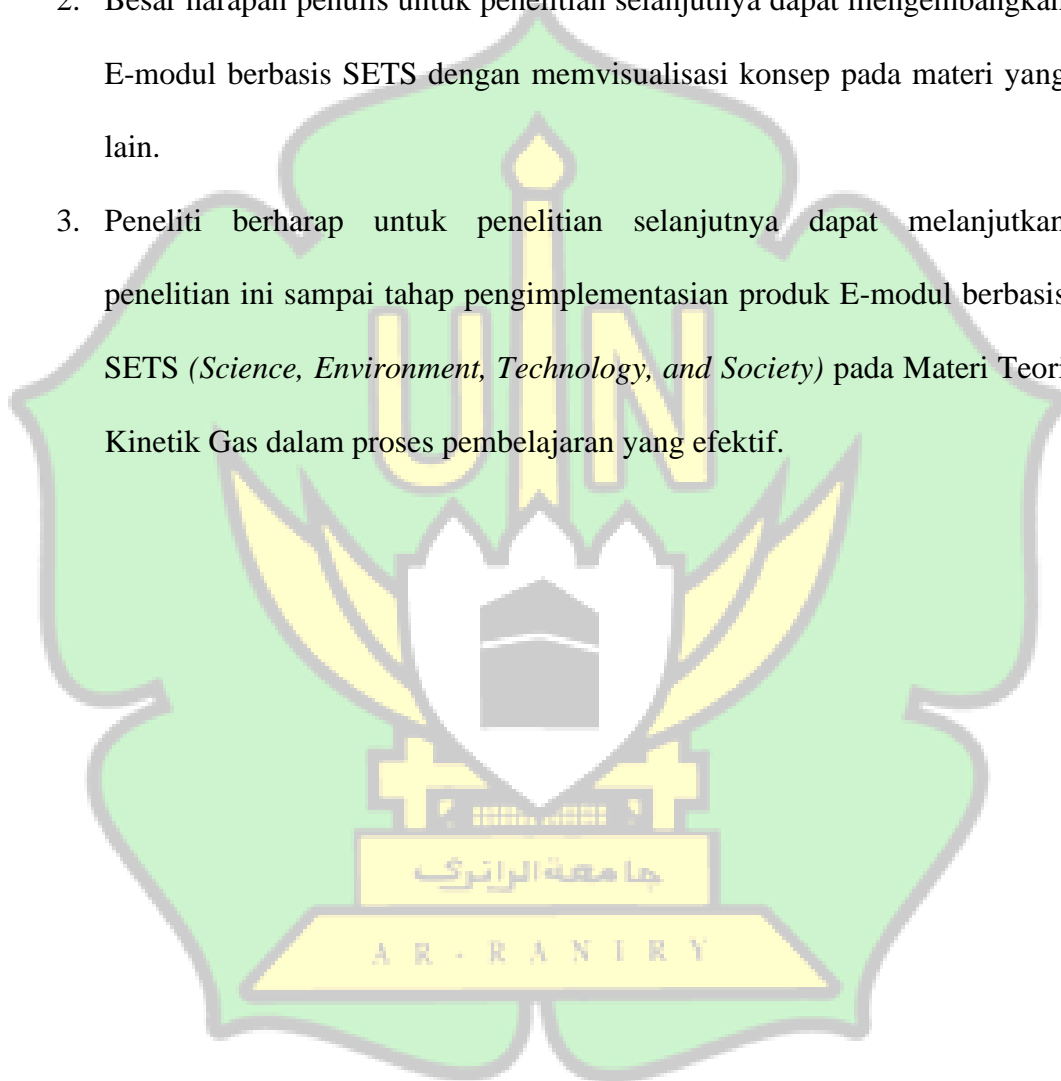 2. Besar harapan penulis untuk penelitian selanjutnya dapat mengembangkan
E-modul berbasis SETS dengan memvisualisasi konsep pada materi yang
lain.
3. Peneliti berharap untuk penelitian selanjutnya dapat melanjutkan
penelitian ini sampai tahap pengimplementasian produk E-modul berbasis
SETS (Science, Environment, Technology, and Society) pada Materi Teori
Kinetik Gas dalam proses pembelajaran yang efektif.
UIN
جامعة الرانري
AR-RANIRY